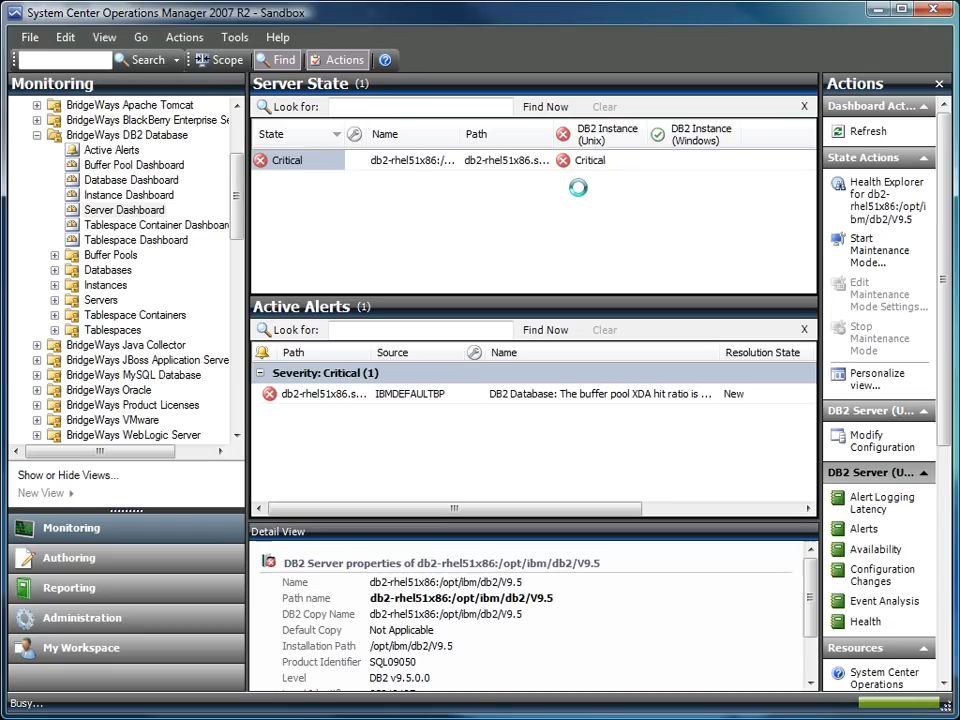 System Center Operations Manager 2007 R2 - Sandbox
File Edit View Go Actions Tools Help
Search Scope Find Actions
Monitoring
BridgeWays Apache Tomcat
BridgeWays BlackBerry Enterprise Se
BridgeWays DB2 Database
Active Alerts
Buffer Pool Dashboard
Database Dashboard
Instance Dashboard
Server Dashboard
Tablespace Container Dashboar
Tablespace Dashboard
Buffer Pools
Databases
Instances
Servers
Tablespace Containers
Tablespaces
BridgeWays Java Collector
BridgeWays JBoss Application Serve
BridgeWays MySQL Database
BridgeWays Oracle
BridgeWays Product Licenses
BridgeWays VMware
BridgeWays WebLogic Server
Show or Hide Views...
New View
Monitoring
Authoring
Reporting
Administration
My Workspace
Server State (1)
Look for: Find Now Clear X
State Name Path DB2 Instance (Unix) DB2 Instance (Windows)
Critical db2-rhel51x86:/... db2-rhel51x86.s... Critical
Active Alerts (1)
Look for: Find Now Clear X
Path Source Name Resolution State
Severity: Critical (1)
db2-rhel51x86.s... IBMDEFAULTBP DB2 Database: The buffer pool XDA hit ratio is ... New
Detail View
DB2 Server properties of db2-rhel51x86:/opt/ibm/db2/V9.5
Name db2-rhel51x86:/opt/ibm/db2/V9.5
Path name db2-rhel51x86:/opt/ibm/db2/V9.5
DB2 Copy Name db2-rhel51x86:/opt/ibm/db2/V9.5
Default Copy Not Applicable
Installation Path /opt/ibm/db2/V9.5
Product Identifier SQL09050
Level DB2 v9.5.0.0
Actions
Dashboard Act...
Refresh
State Actions
Health Explorer
for db2-
rhel51x86:/opt/i
bm/db2/V9.5
Start
Maintenance
Mode...
Edit
Maintenance
Mode Settings...
Stop
Maintenance
Mode
Personalize
view...
DB2 Server (U...
Modify
Configuration
DB2 Server (U...
Alert Logging
Latency
Alerts
Availability
Configuration
Changes
Event Analysis
Health
Resources
System Center
Operations
Busy...